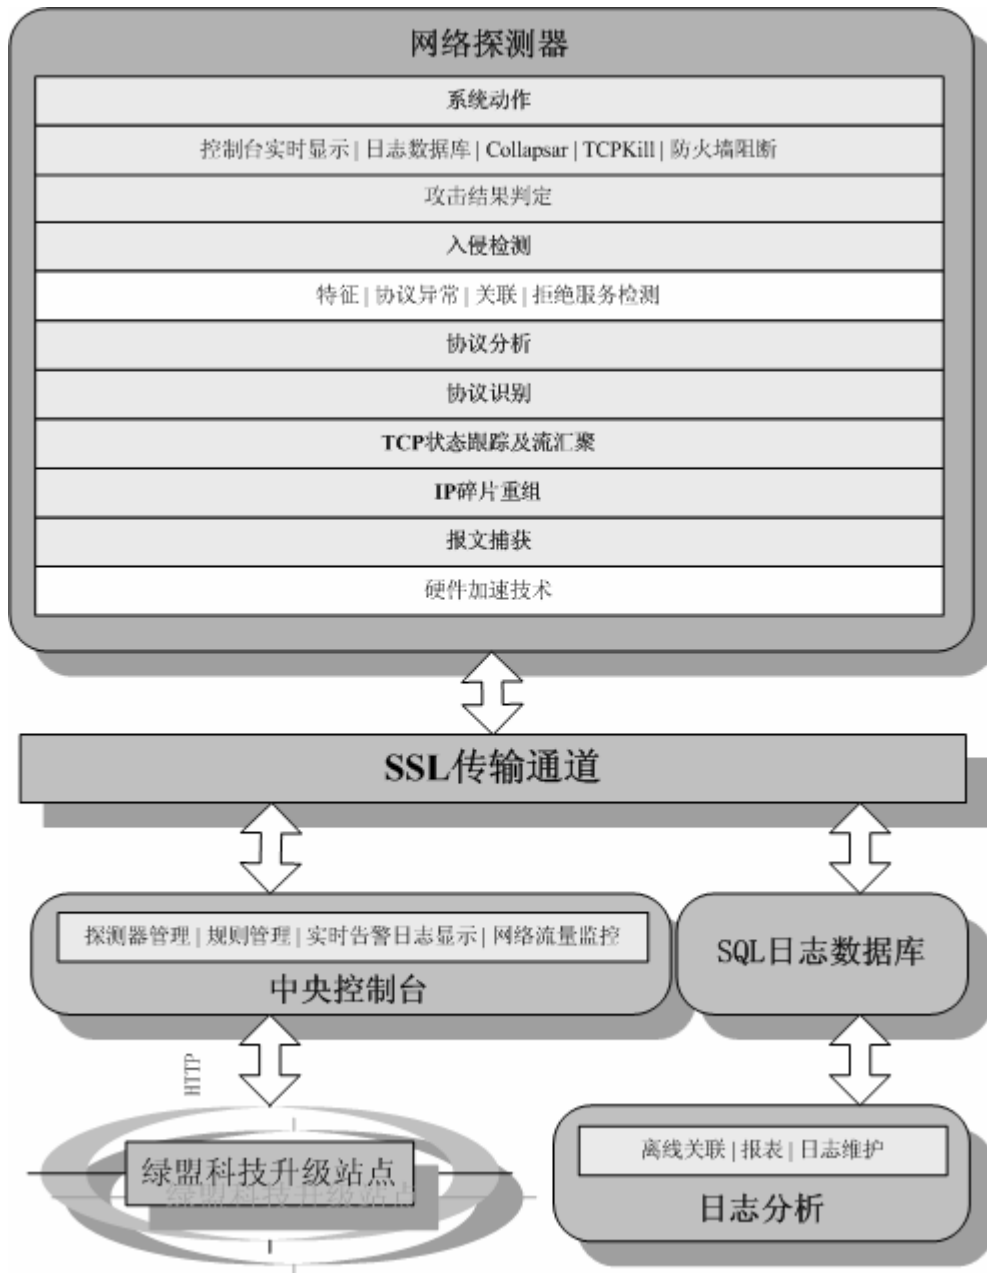 网络探测器
系统动作
控制台实时显示 | 日志数据库 | Collapsar | TCPKill | 防火墙阻断
攻击结果判定
入侵检测
特征 | 协议异常 | 关联 | 拒绝服务检测
协议分析
协议识别
TCP状态跟踪及流汇聚
IP碎片重组
报文捕获
硬件加速技术
SSL传输通道
探测器管理 | 规则管理 | 实时告警日志显示 | 网络流量监控
中央控制台
SQL日志数据库
HTTP
绿盟科技升级站点
绿盟科技升级站点
离线关联 | 报表 | 日志维护
日志分析